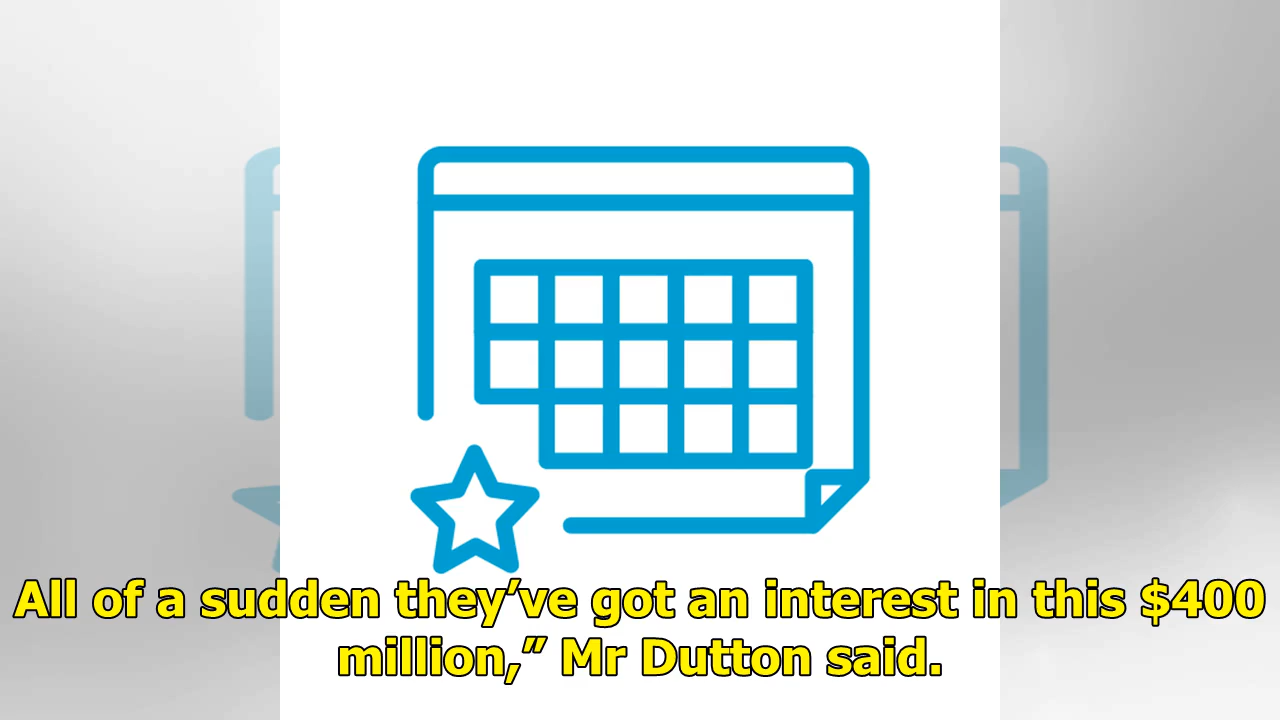 All of a sudden they’ve got an interest in this $400
million,” Mr Dutton said.